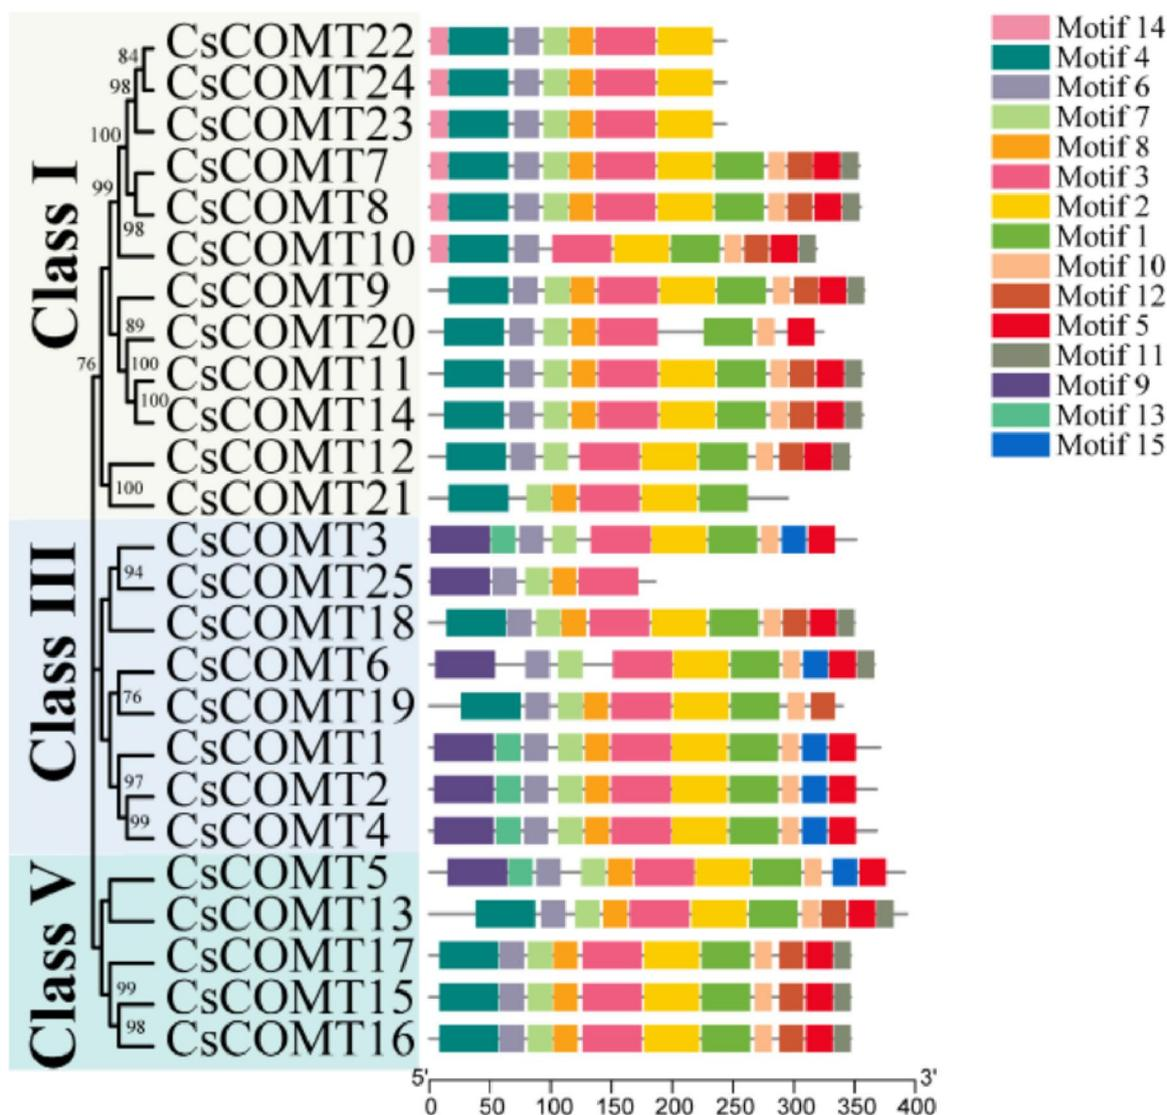 Class I
Class III
Class V
CsCOMT22
CsCOMT24
CsCOMT23
CsCOMT7
CsCOMT8
CsCOMT10
CsCOMT9
CsCOMT20
CsCOMT11
CsCOMT14
CsCOMT12
CsCOMT21
CsCOMT3
CsCOMT25
CsCOMT18
CsCOMT6
CsCOMT19
CsCOMT1
CsCOMT2
CsCOMT4
CsCOMT5
CsCOMT13
CsCOMT17
CsCOMT15
CsCOMT16
84
98
100
99
98
89
100
100
76
100
94
76
97
99
99
98
Motif 14
Motif 4
Motif 6
Motif 7
Motif 8
Motif 3
Motif 2
Motif 1
Motif 10
Motif 12
Motif 5
Motif 11
Motif 9
Motif 13
Motif 15
5' 3'
0 50 100 150 200 250 300 350 400